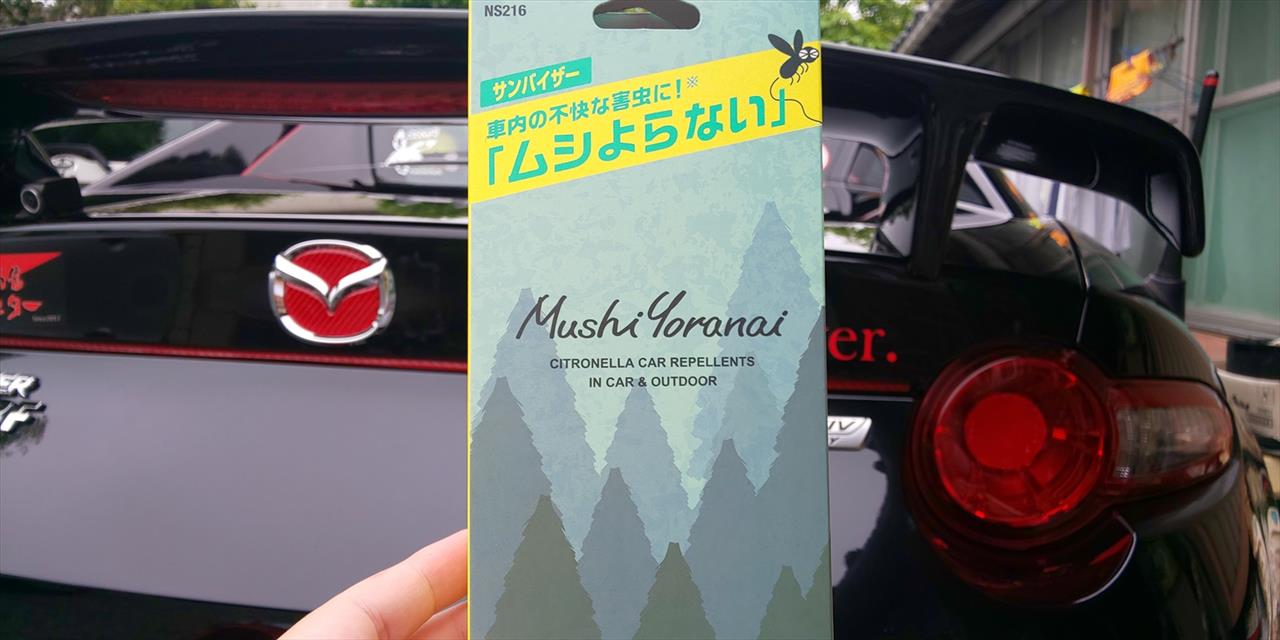 NS216
サンバイザー
車内の不快な害虫に!※
「ムシよらない」
Mushi Yoranai
CITRONELLA CAR REPELLENTS
IN CAR & OUTDOOR
er.